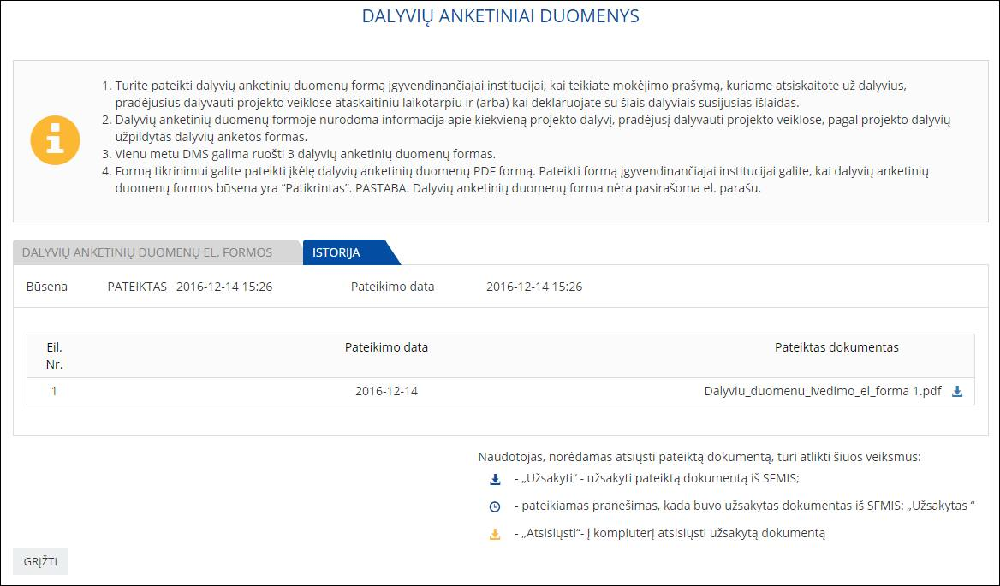 DALYVIŲ ANKETINIAI DUOMENYS
1. Turite pateikti dalyvių anketinių duomenų formą įgyvendinančiajai institucijai, kai teikiate mokėjimo prašymą, kuriame atsiskaitote už dalyvius,
pradėjusius dalyvauti projekto veiklose ataskaitiniu laikotarpiu ir (arba) kai deklaruojate su šiais dalyviais susijusias išlaidas.
2. Dalyvių anketinių duomenų formoje nurodoma informacija apie kiekvieną projekto dalyvį, pradėjusį dalyvauti projekto veiklose, pagal projekto dalyvių
užpildytas dalyvių anketos formas.
3. Vienu metu DMS galima ruošti 3 dalyvių anketinių duomenų formas.
4. Formą tikrinimui galite pateikti įkėlę dalyvių anketinių duomenų PDF formą. Pateikti formą įgyvendinančiajai institucijai galite, kai dalyvių anketinių
duomenų formos būsena yra “Patikrintas”. PASTABA. Dalyvių anketinių duomenų forma nėra pasirašoma el. parašu.
DALYVIŲ ANKETINIŲ DUOMENŲ EL. FORMOS ISTORIJA
Būsena PATEIKTAS 2016-12-14 15:26 Pateikimo data 2016-12-14 15:26
Eil. Pateikimo data Pateiktas dokumentas
Nr.
1 2016-12-14 Dalyviu_duomenu_ivedimo_el_forma 1.pdf
Naudotojas, norėdamas atsiųsti pateiktą dokumentą, turi atlikti šiuos veiksmus:
- „Užsakyti“ - užsakyti pateiktą dokumentą iš SFMIS;
- pateikiamas pranešimas, kada buvo užsakytas dokumentas iš SFMIS: „Užsakytas “
- „Atsisiųsti“- į kompiuterį atsisiųsti užsakytą dokumentą
GRĮŽTI